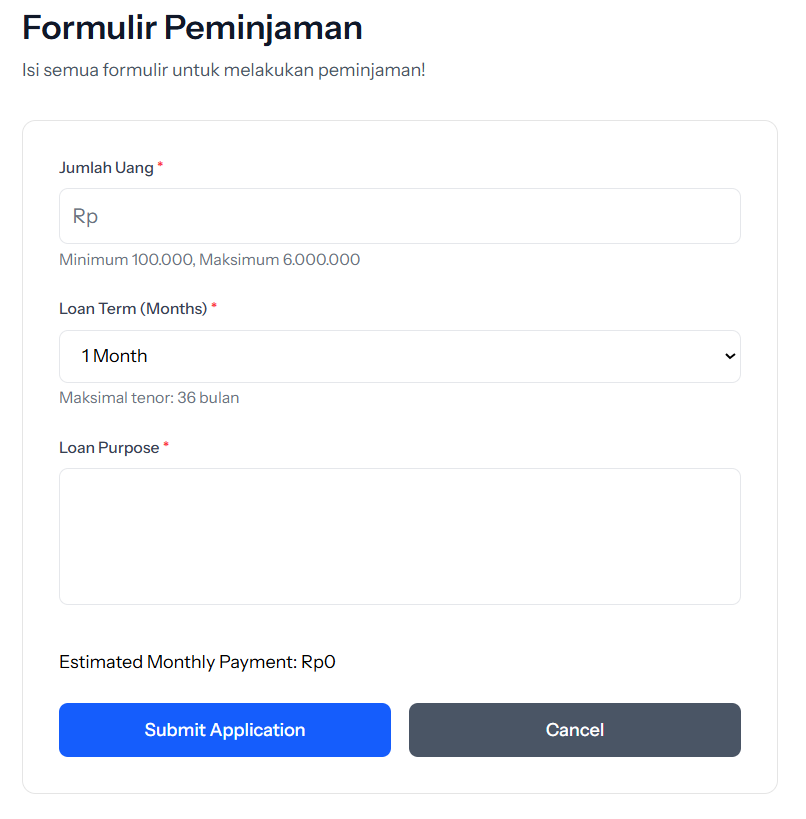 Formulir Peminjaman
Isi semua formulir untuk melakukan peminjaman!
Jumlah Uang *
Rp
Minimum 100.000, Maksimum 6.000.000
Loan Term (Months) *
1 Month
Maksimal tenor: 36 bulan
Loan Purpose *
Estimated Monthly Payment: Rp0
Submit Application
Cancel